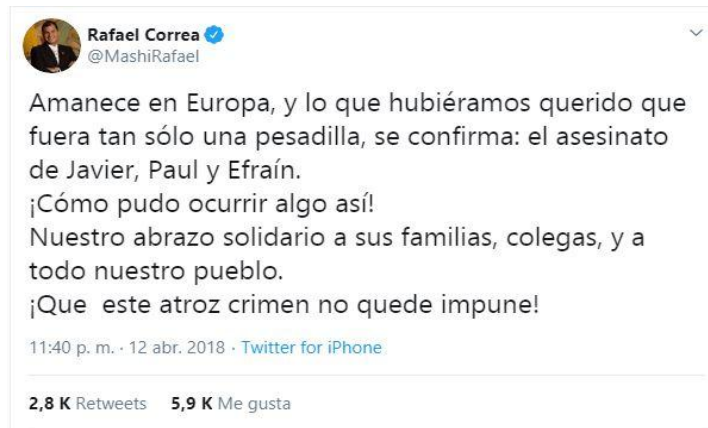 Rafael Correa
@MashiRafael
Amanece en Europa, y lo que hubiéramos querido que
fuera tan sólo una pesadilla, se confirma: el asesinato
de Javier, Paul y Efraín.
¡Cómo pudo ocurrir algo así!
Nuestro abrazo solidario a sus familias, colegas, y a
todo nuestro pueblo.
¡Que  este atroz crimen no quede impune!
11:40 p. m. · 12 abr. 2018 · Twitter for iPhone
2,8 K Retweets 5,9 K Me gusta